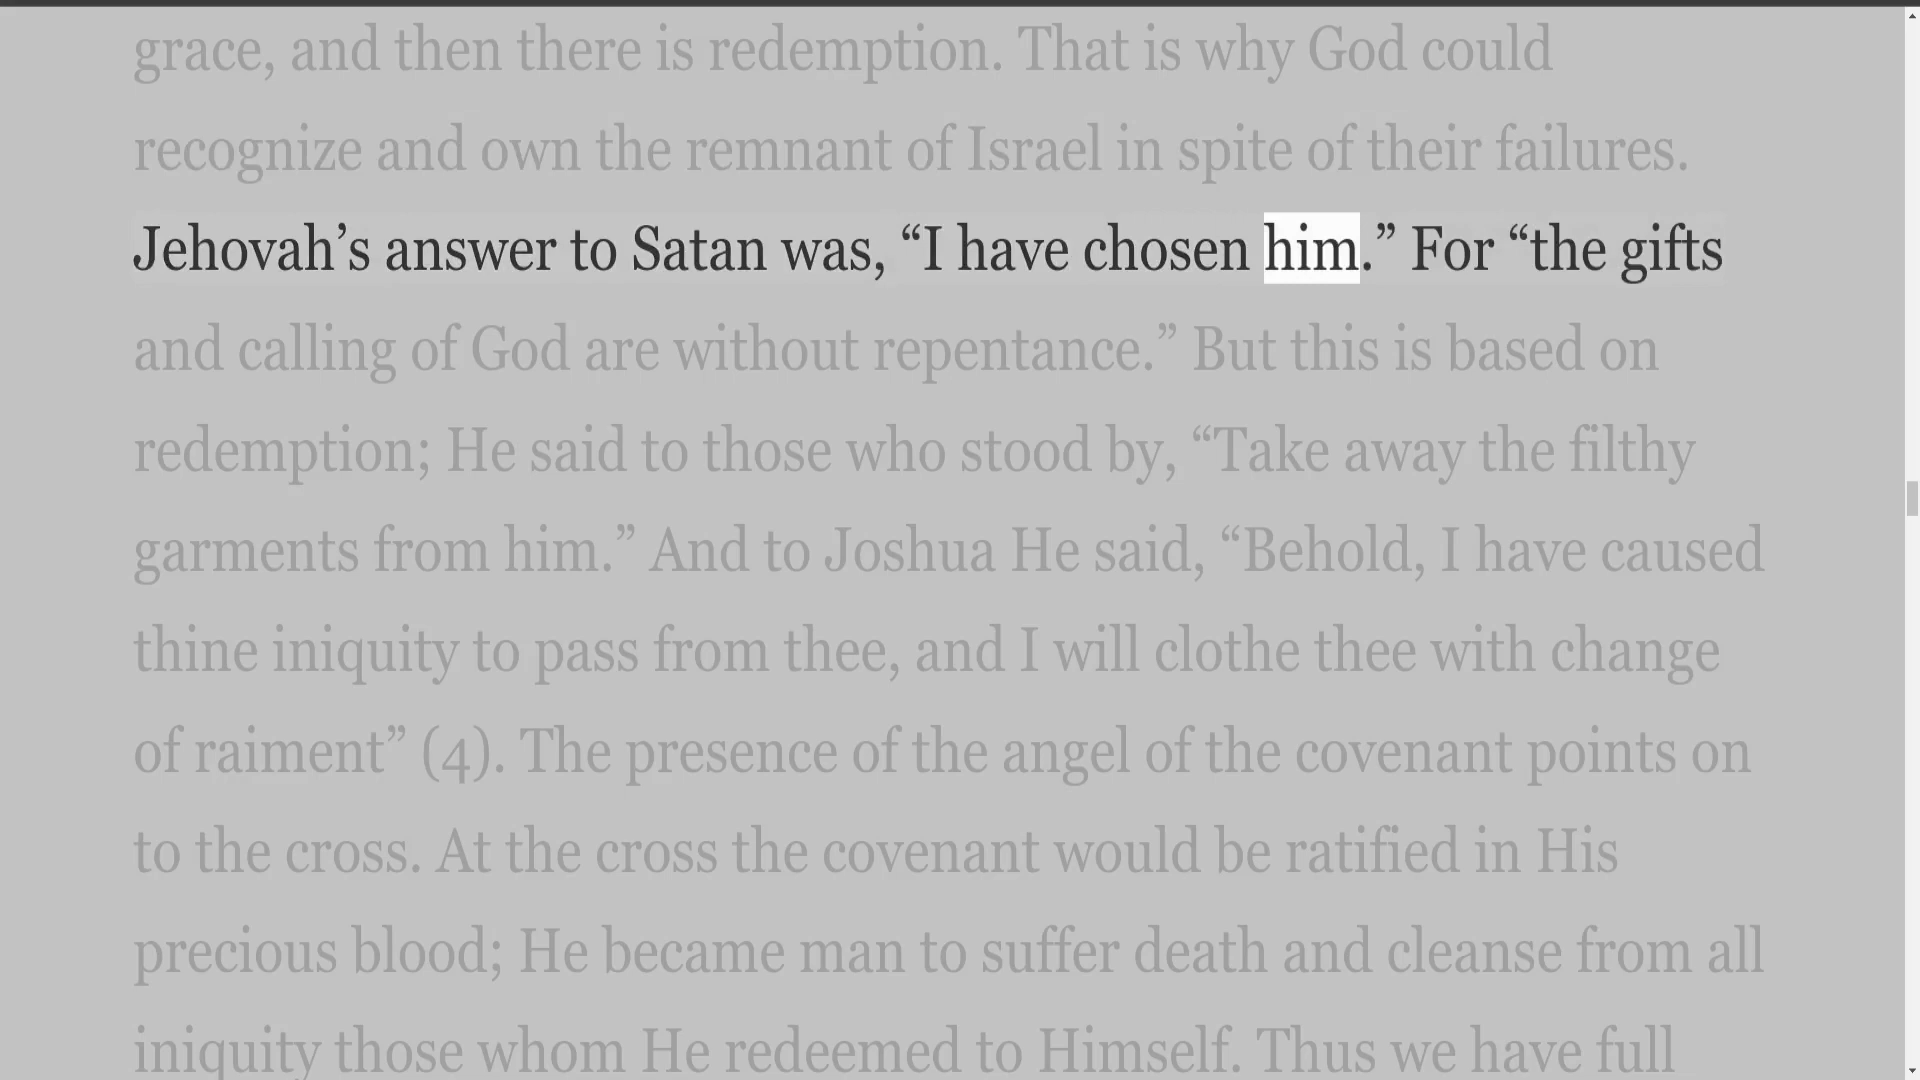 grace, and then there is redemption. That is why God could
recognize and own the remnant of Israel in spite of their failures.
Jehovah’s answer to Satan was, “I have chosen him.” For “the gifts
and calling of God are without repentance.” But this is based on
redemption; He said to those who stood by, “Take away the filthy
garments from him.” And to Joshua He said, “Behold, I have caused
thine iniquity to pass from thee, and I will clothe thee with change
of raiment” (4). The presence of the angel of the covenant points on
to the cross. At the cross the covenant would be ratified in His
precious blood; He became man to suffer death and cleanse from all
iniquity those whom He redeemed to Himself. Thus we have full